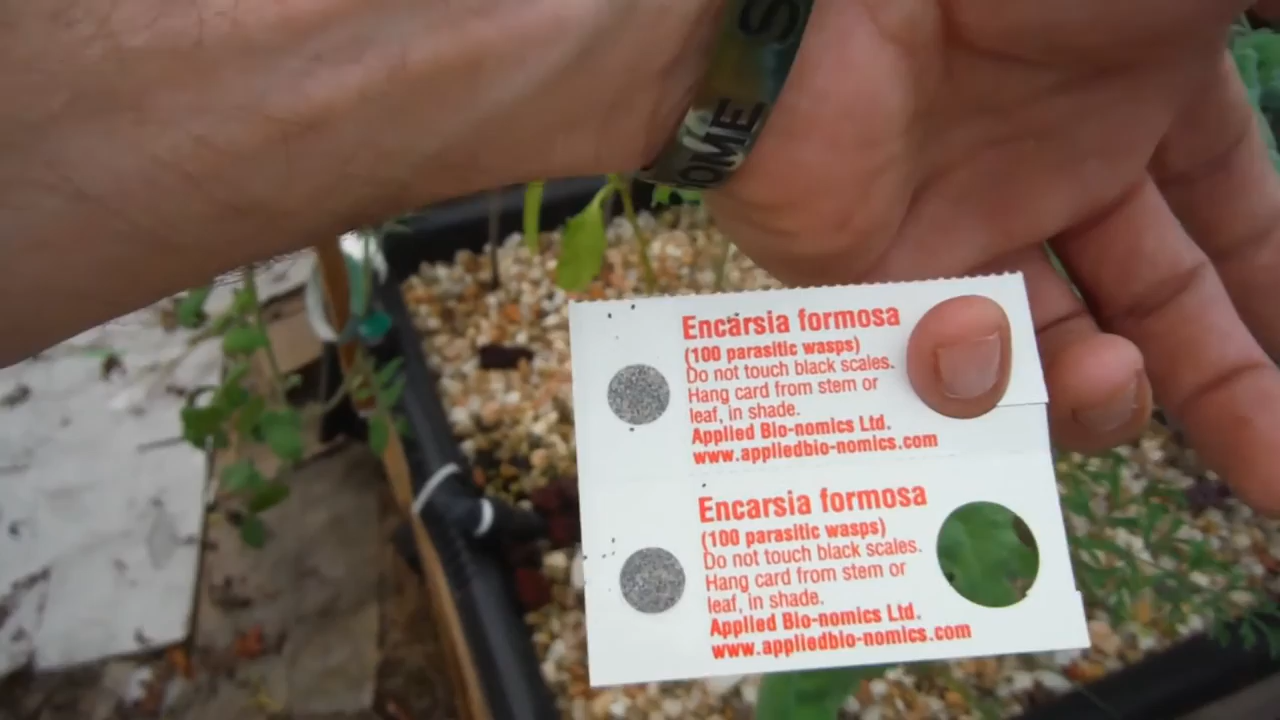 S
OME
Encarsia formosa
(100 parasitic wasps)
Do not touch black scales.
Hang card from stem or
leaf, in shade.
Applied Bio-nomics Ltd.
www.appliedbio-nomics.com
Encarsia formosa
(100 parasitic wasps)
Do not touch black scales.
Hang card from stem or
leaf, in shade.
Applied Bio-nomics Ltd.
www.appliedbio-nomics.com